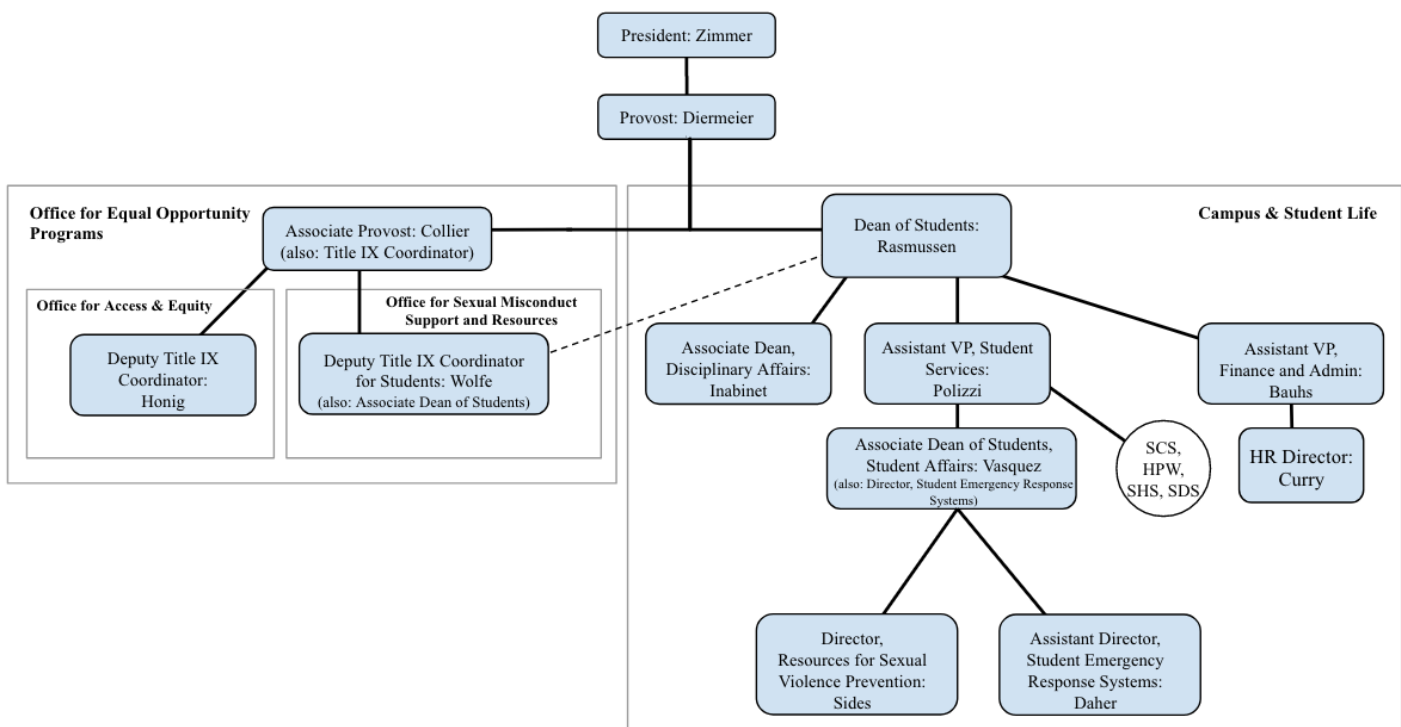 President: Zimmer
Provost: Diermeier
Office for Equal Opportunity
Programs
Associate Provost: Collier
(also: Title IX Coordinator)
Office for Access & Equity
Deputy Title IX
Coordinator:
Honig
Office for Sexual Misconduct
Support and Resources
Deputy Title IX Coordinator
for Students: Wolfe
(also: Associate Dean of Students)
Campus & Student Life
Dean of Students:
Rasmussen
Associate Dean,
Disciplinary Affairs:
Inabinet
Assistant VP, Student
Services:
Polizzi
Assistant VP,
Finance and Admin:
Bauhs
Associate Dean of Students,
Student Affairs: Vasquez
(also: Director, Student Emergency Response
Systems)
SCS,
HPW,
SHS, SDS
HR Director:
Curry
Director,
Resources for Sexual
Violence Prevention:
Sides
Assistant Director,
Student Emergency
Response Systems:
Daher